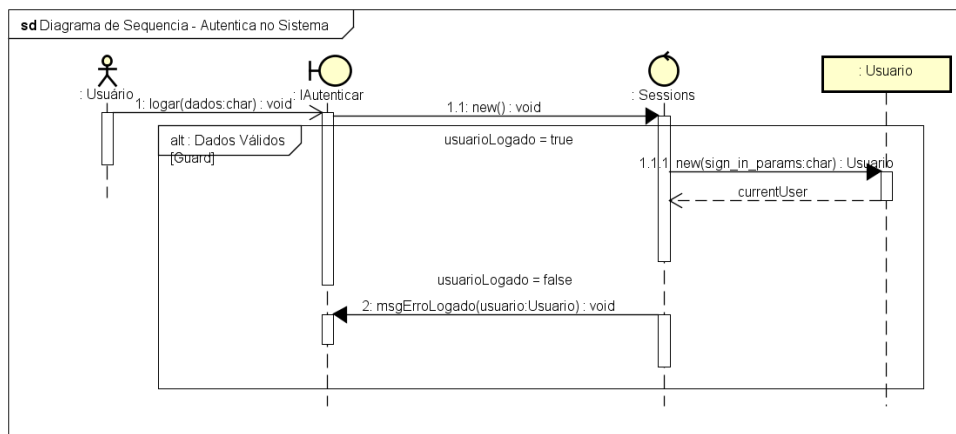 sd Diagrama de Sequencia - Autentica no Sistema
: Usuário
: IAutenticar
: Sessions
: Usuario
1: logar(dados:char) : void
1.1: new() : void
alt : Dados Válidos
[Guard]
usuarioLogado = true
1.1.1 new(sign_in_params:char) : Usuario
currentUser
usuarioLogado = false
2: msgErroLogado(usuario:Usuario) : void